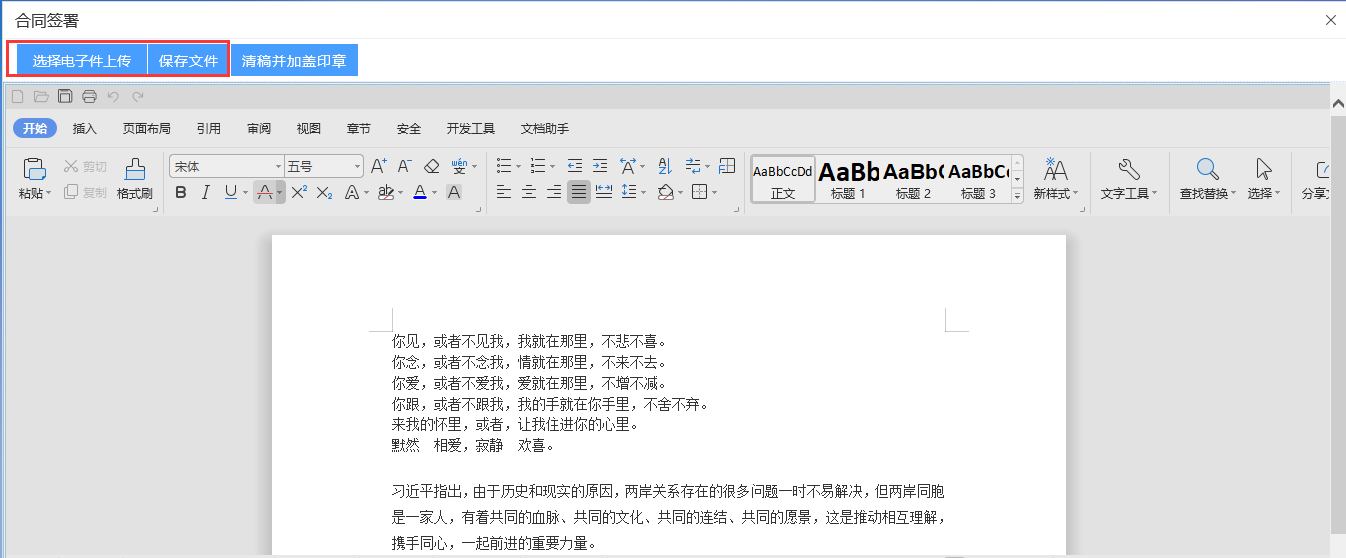 合同签署
选择电子件上传 保存文件 清稿并加盖印章
开始 插入 页面布局 引用 审阅 视图 章节 安全 开发工具 文档助手
剪切 宋体 五号 wén
粘贴 复制 格式刷 B I U A X² X₂ A ab A A
AaBbCcDd AaBb AaBb( AaBbC
正文 标题 1 标题 2 标题 3 新样式 文字工具 查找替换 选择 分享文
你见，或者不见我，我就在那里，不悲不喜。
你念，或者不念我，情就在那里，不来不去。
你爱，或者不爱我，爱就在那里，不增不减。
你跟，或者不跟我，我的手就在你手里，不舍不弃。
来我的怀里，或者，让我住进你的心里。
默然 相爱，寂静 欢喜。
习近平指出，由于历史和现实的原因，两岸关系存在的很多问题一时不易解决，但两岸同胞
是一家人，有着共同的血脉、共同的文化、共同的连结、共同的愿景，这是推动相互理解，
携手同心，一起前进的重要力量。